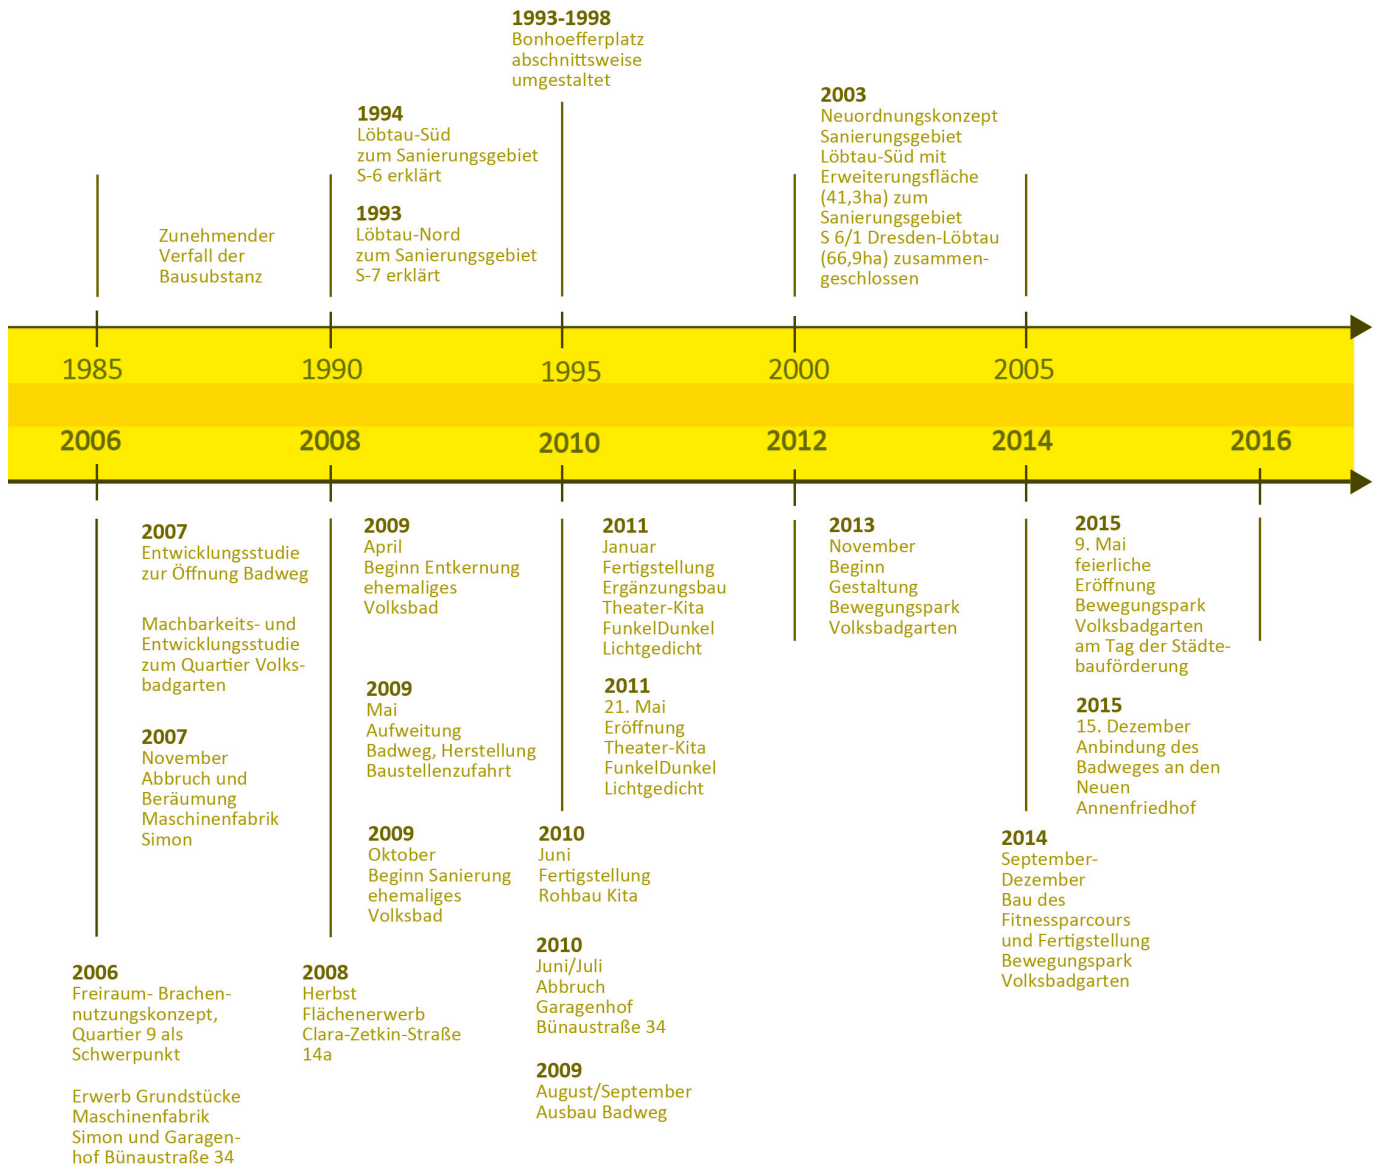 1993-1998
Bonhoefferplatz
abschnittsweise
umgestaltet
1994
Löbtau-Süd
zum Sanierungsgebiet
S-6 erklärt
1993
Löbtau-Nord
zum Sanierungsgebiet
S-7 erklärt
Zunehmender
Verfall der
Bausubstanz
2003
Neuordnungskonzept
Sanierungsgebiet
Löbtau-Süd mit
Erweiterungsfläche
(41,3ha) zum
Sanierungsgebiet
S 6/1 Dresden-Löbtau
(66,9ha) zusammen-
geschlossen
1985
1990
1995
2000
2005
2006
2008
2010
2012
2014
2016
2007
Entwicklungsstudie
zur Öffnung Badweg
Machbarkeits- und
Entwicklungsstudie
zum Quartier Volks-
badgarten
2007
November
Abbruch und
Beräumung
Maschinenfabrik
Simon
2006
Freiraum- Brachen-
nutzungskonzept,
Quartier 9 als
Schwerpunkt
Erwerb Grundstücke
Maschinenfabrik
Simon und Garagen-
hof Bünaustraße 34
2009
April
Beginn Entkernung
ehemaliges
Volksbad
2009
Mai
Aufweitung
Badweg, Herstellung
Baustellenzufahrt
2009
Oktober
Beginn Sanierung
ehemaliges
Volksbad
2008
Herbst
Flächenerwerb
Clara-Zetkin-Straße
14a
2011
Januar
Fertigstellung
Ergänzungsbau
Theater-Kita
FunkelDunkel
Lichtgedicht
2011
21. Mai
Eröffnung
Theater-Kita
FunkelDunkel
Lichtgedicht
2010
Juni
Fertigstellung
Rohbau Kita
2010
Juni/Juli
Abbruch
Garagenhof
Bünaustraße 34
2009
August/September
Ausbau Badweg
2013
November
Beginn
Gestaltung
Bewegungspark
Volksbadgarten
2015
9. Mai
feierliche
Eröffnung
Bewegungspark
Volksbadgarten
am Tag der Städte-
bauförderung
2015
15. Dezember
Anbindung des
Badweges an den
Neuen
Annenfriedhof
2014
September-
Dezember
Bau des
Fitnessparcours
und Fertigstellung
Bewegungspark
Volksbadgarten